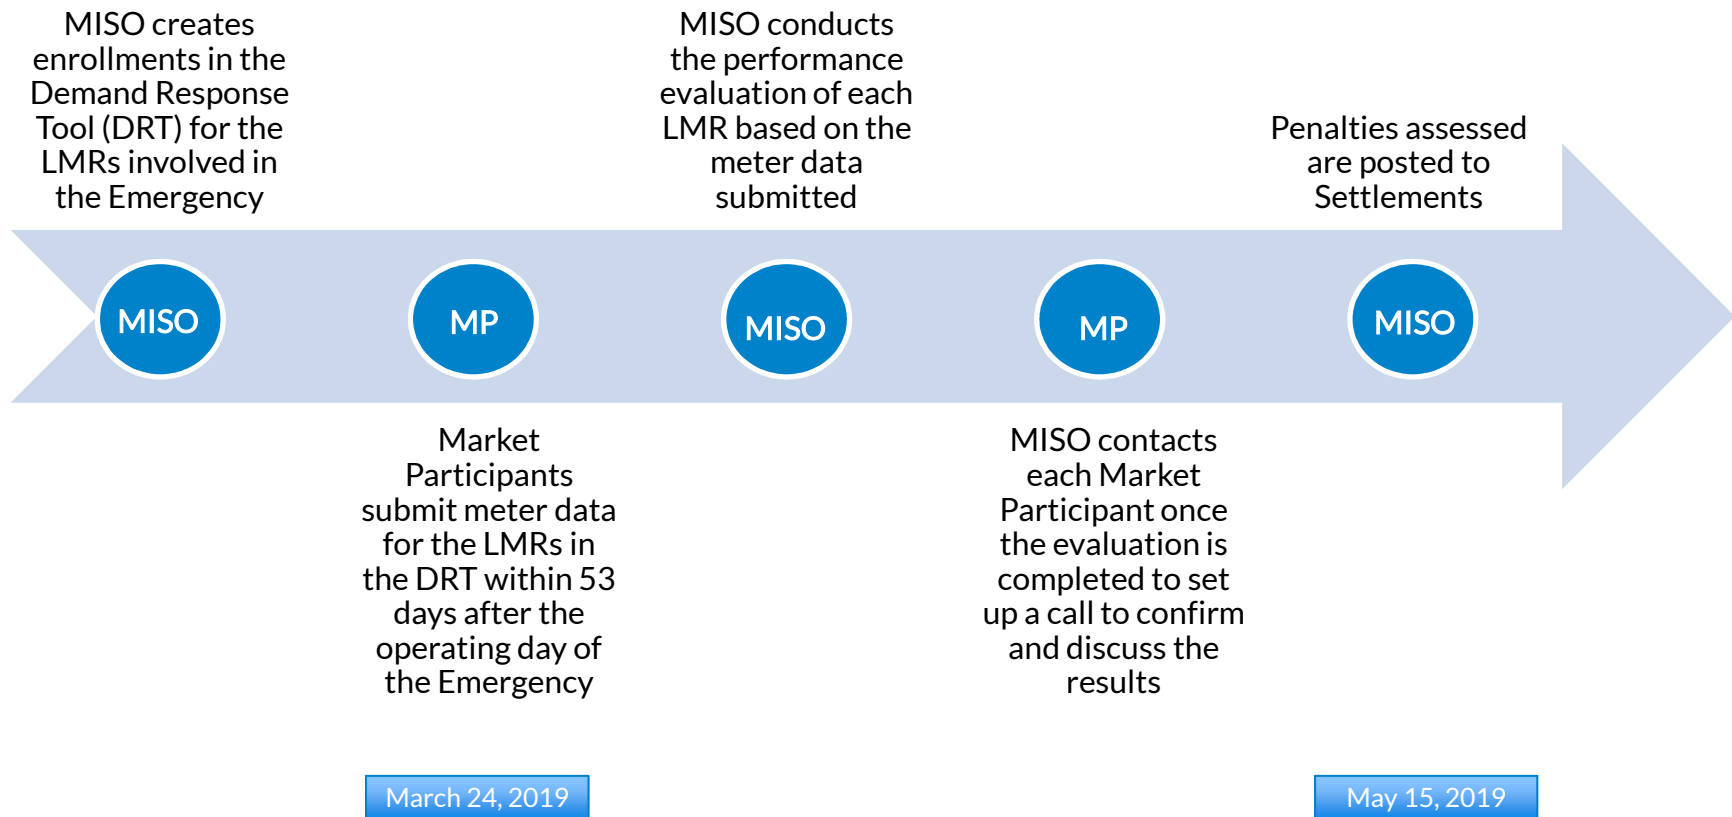 MISO creates
enrollments in the
Demand Response
Tool (DRT) for the
LMRs involved in
the Emergency
MISO conducts
the performance
evaluation of each
LMR based on the
meter data
submitted
Penalties assessed
are posted to
Settlements
MISO
MP
MISO
MP
MISO
Market
Participants
submit meter data
for the LMRs in
the DRT within 53
days after the
operating day of
the Emergency
MISO contacts
each Market
Participant once
the evaluation is
completed to set
up a call to confirm
and discuss the
results
March 24, 2019
May 15, 2019